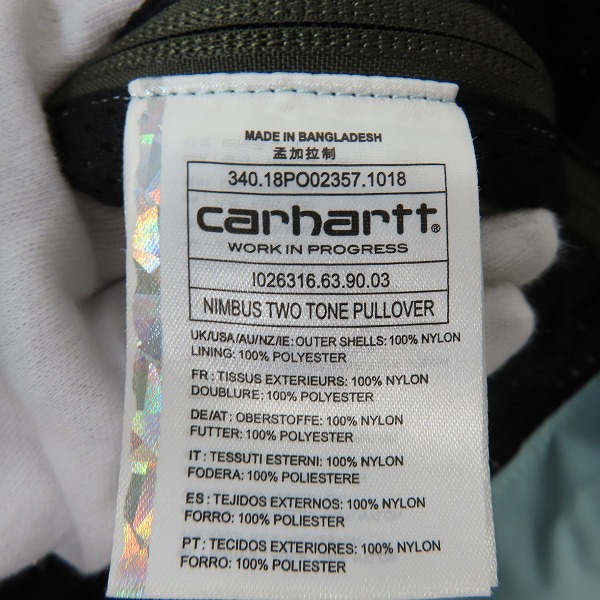 MADE IN BANGLADESH
孟加拉制
340.18PO02357.1018
carhartt®
WORK IN PROGRESS
I026316.63.90.03
NIMBUS TWO TONE PULLOVER
UK/USA/AU/NZ/IE: OUTER SHELLS: 100% NYLON
LINING: 100% POLYESTER
FR : TISSUS EXTERIEURS: 100% NYLON
DOUBLURE: 100% POLYESTER
DE/AT: OBERSTOFFE: 100% NYLON
FUTTER: 100% POLYESTER
IT : TESSUTI ESTERNI: 100% NYLON
FODERA: 100% POLIESTERE
ES : TEJIDOS EXTERNOS: 100% NYLON
FORRO: 100% POLIESTER
PT : TECIDOS EXTERIORES: 100% NYLON
FORRO: 100% POLIESTER